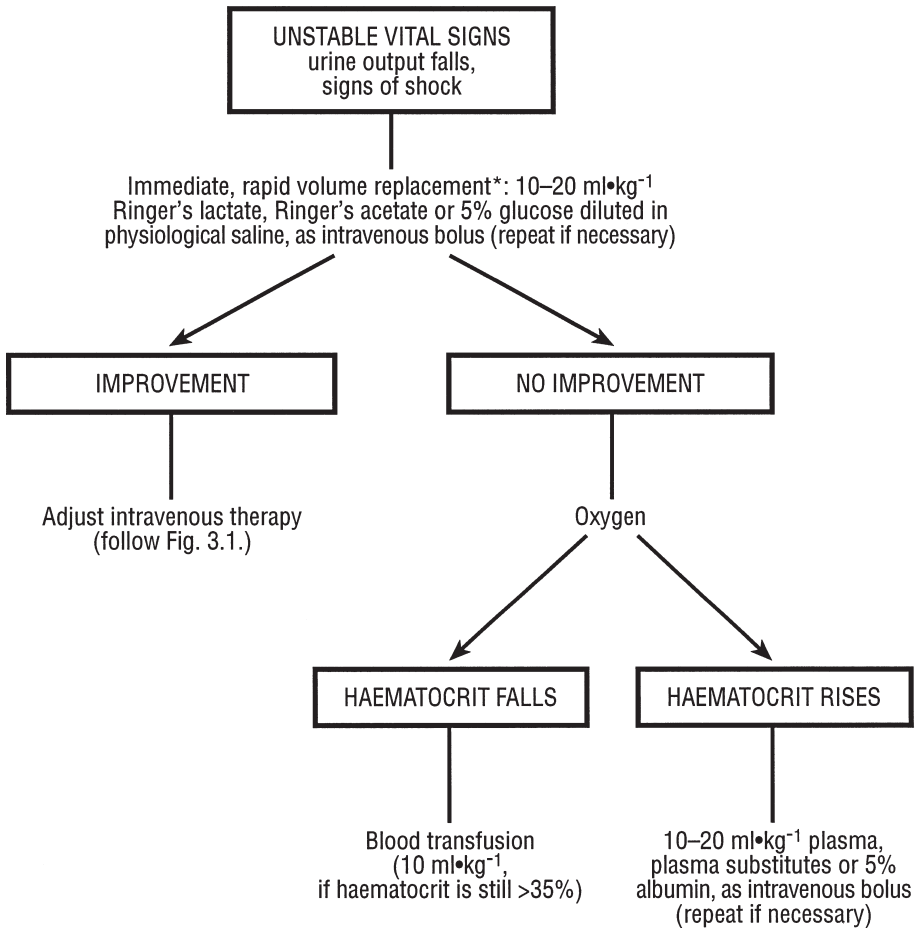 UNSTABLE VITAL SIGNS
urine output falls,
signs of shock
Immediate, rapid volume replacement*: 10–20 ml•kg⁻¹
Ringer’s lactate, Ringer’s acetate or 5% glucose diluted in
physiological saline, as intravenous bolus (repeat if necessary)
IMPROVEMENT
NO IMPROVEMENT
Adjust intravenous therapy
(follow Fig. 3.1.)
Oxygen
HAEMATOCRIT FALLS
HAEMATOCRIT RISES
Blood transfusion
(10 ml•kg⁻¹,
if haematocrit is still >35%)
10–20 ml•kg⁻¹ plasma,
plasma substitutes or 5%
albumin, as intravenous bolus
(repeat if necessary)